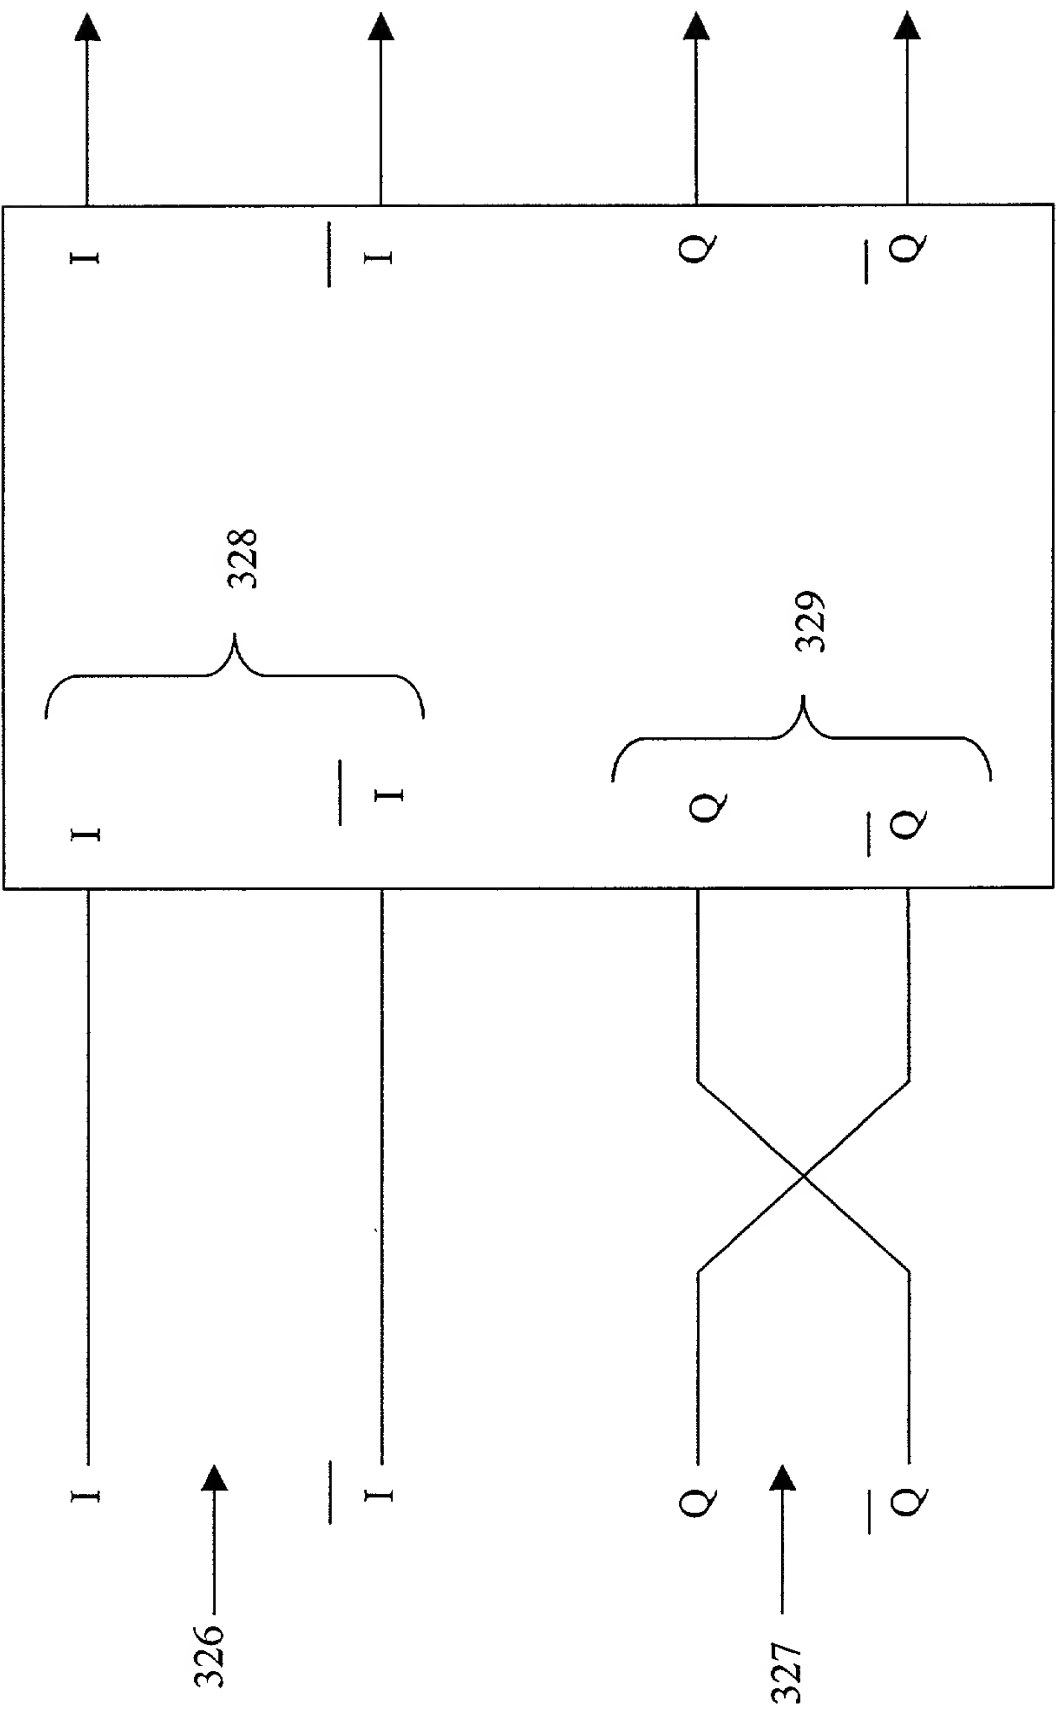 I I I
326 328
I̅ I̅ I̅
Q Q Q
327 329
Q̅ Q̅ Q̅